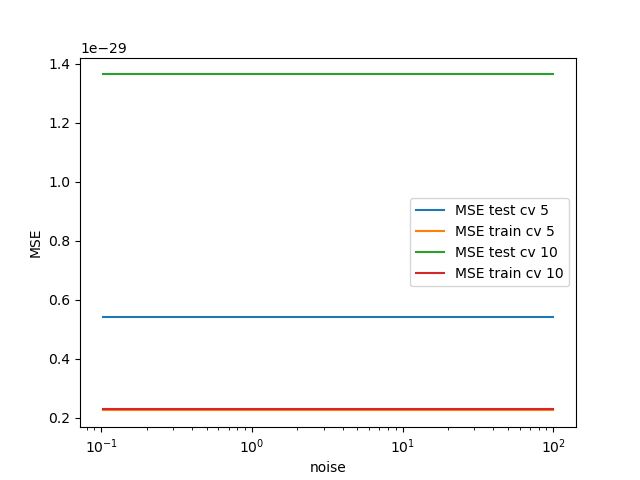 1e−29
1.4
1.2
1.0
0.8
0.6
0.4
0.2
MSE
MSE test cv 5
MSE train cv 5
MSE test cv 10
MSE train cv 10
10⁻¹ 10⁰ 10¹ 10²
noise